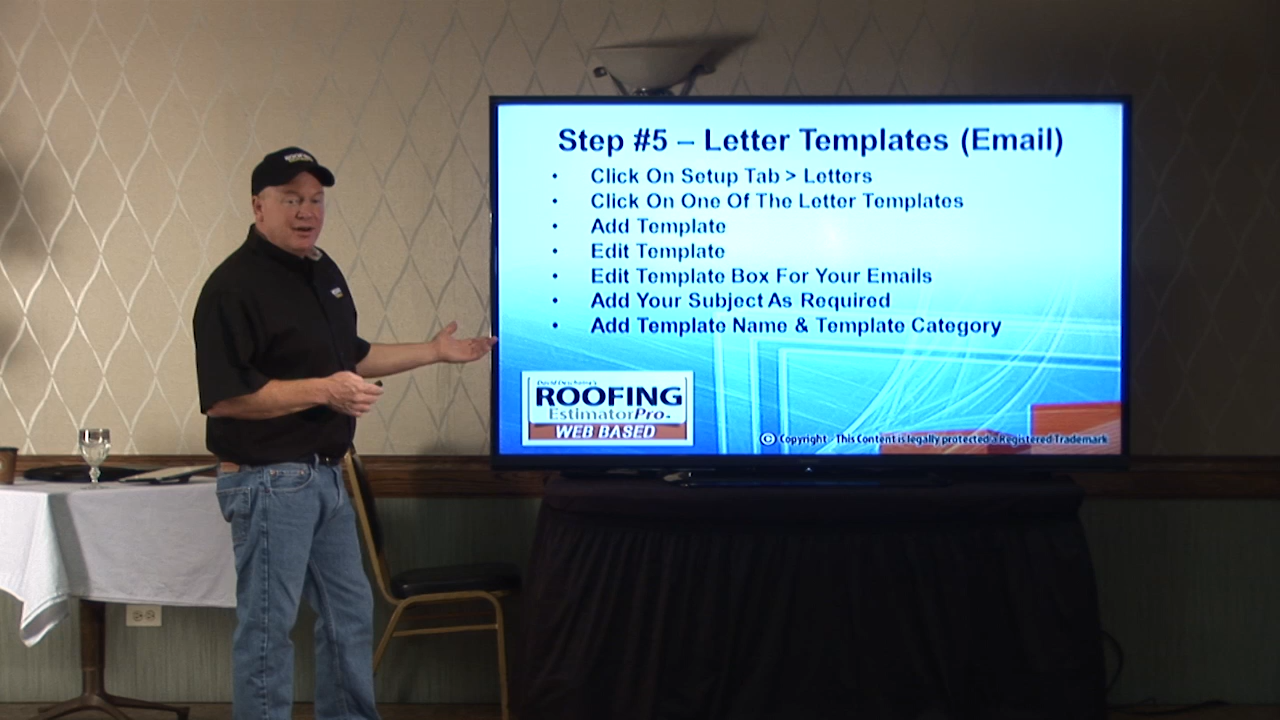 Step #5 – Letter Templates (Email)
• Click On Setup Tab > Letters
• Click On One Of The Letter Templates
• Add Template
• Edit Template
• Edit Template Box For Your Emails
• Add Your Subject As Required
• Add Template Name & Template Category
ROOFING
EstimatorPro™
WEB BASED
© Copyright - This Content is legally protected a Registered Trademark